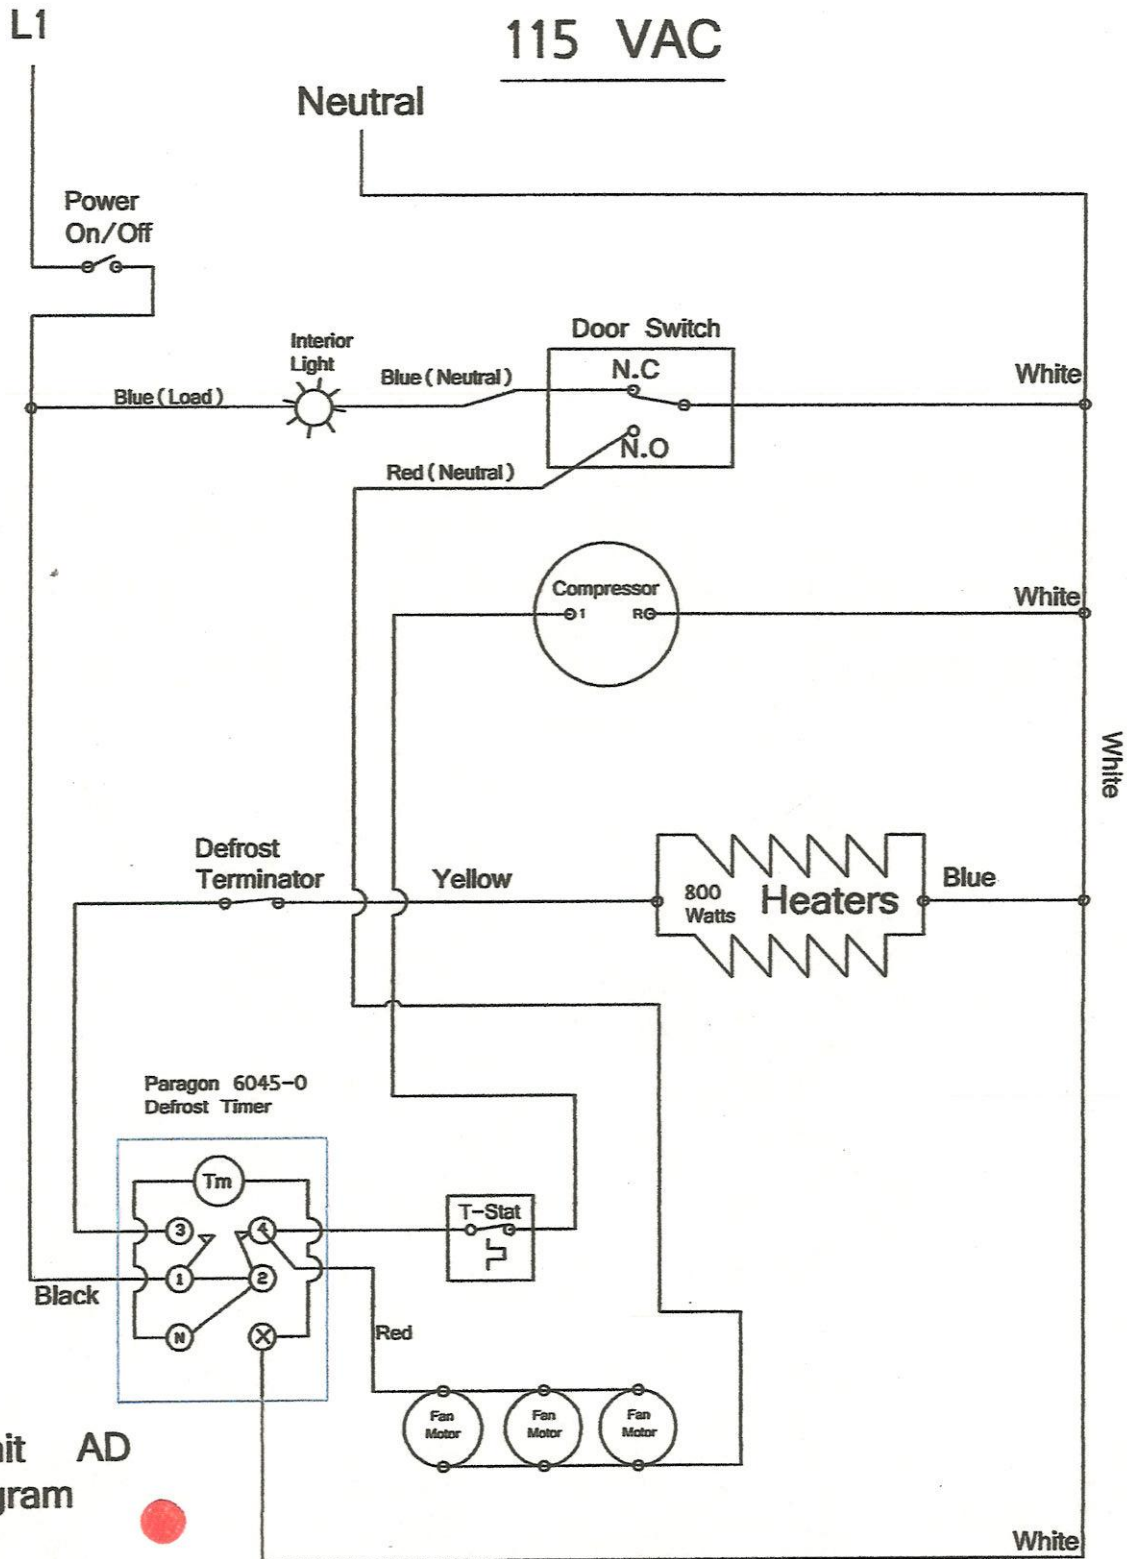 L1
115 VAC
Neutral
Power
On/Off
Interior
Light
Door Switch
Blue (Load)
Blue (Neutral)
N.C
White
N.O
Red (Neutral)
Compressor
1
R
White
White
Defrost
Terminator
Yellow
800
Watts
Heaters
Blue
Paragon 6045-0
Defrost Timer
Tm
3
4
T-Stat
1
2
Black
N
X
Red
Fan
Motor
Fan
Motor
Fan
Motor
AD
White